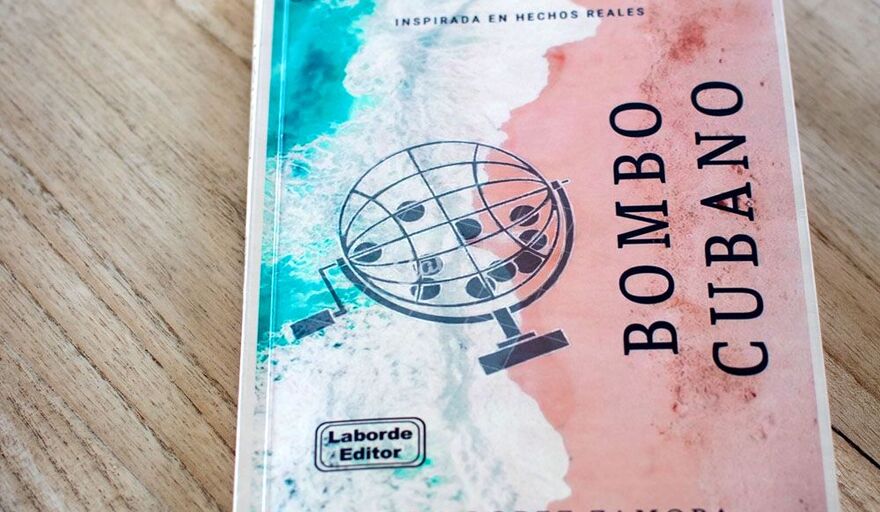 INSPIRADA EN HECHOS REALES
BOMBO
CUBANO
Laborde
Editor